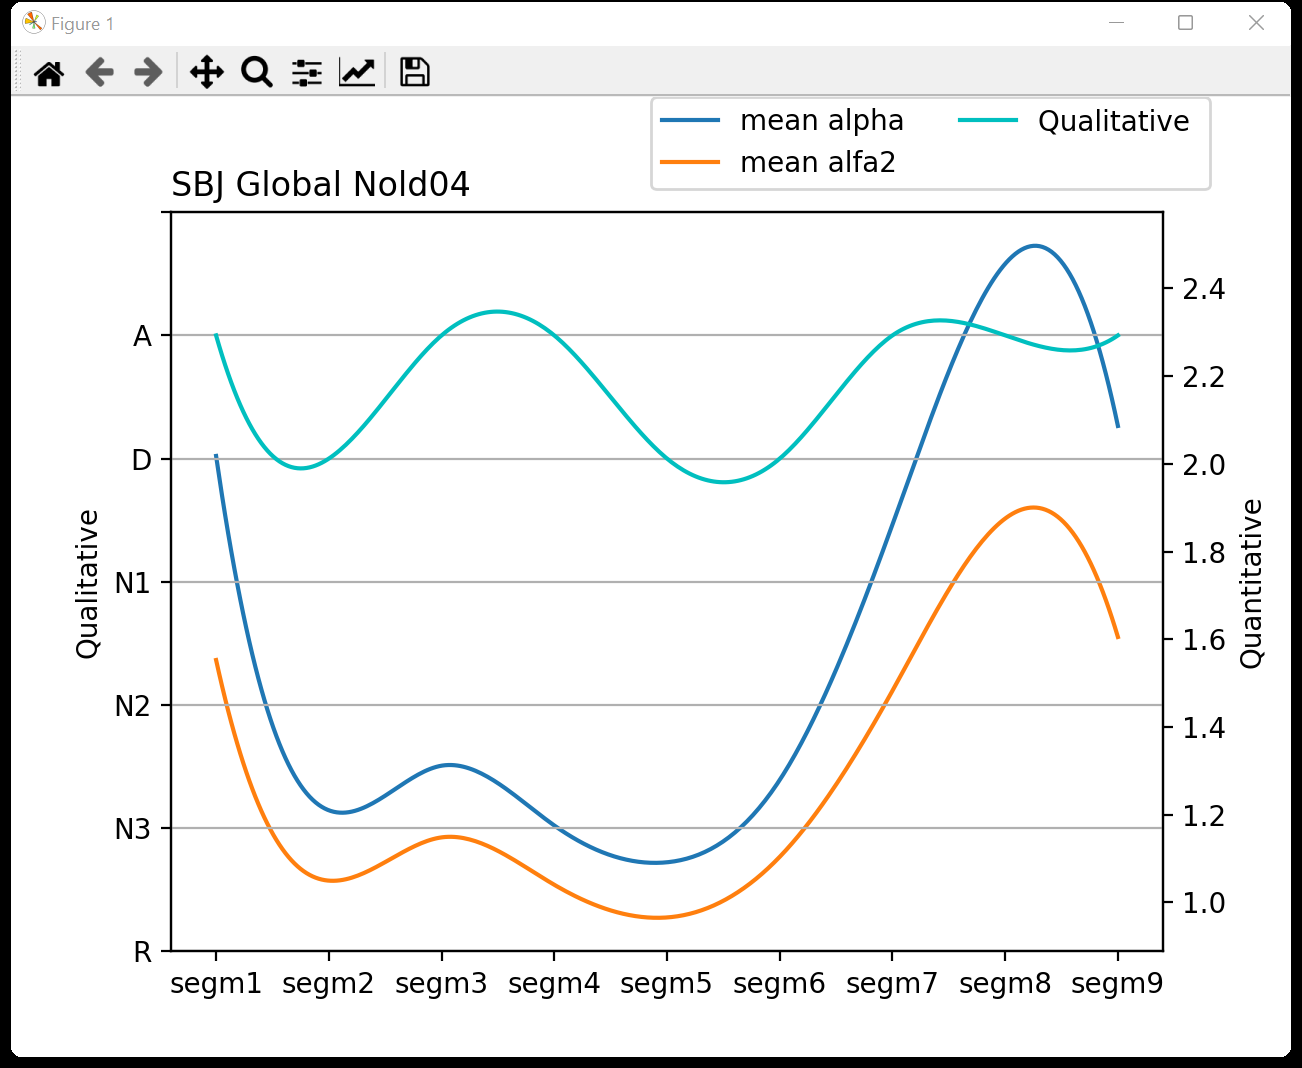 Figure 1
mean alpha
mean alfa2
Qualitative
SBJ Global Nold04
A
D
N1
N2
N3
R
Qualitative
2.4
2.2
2.0
1.8
1.6
1.4
1.2
1.0
Quantitative
segm1 segm2 segm3 segm4 segm5 segm6 segm7 segm8 segm9